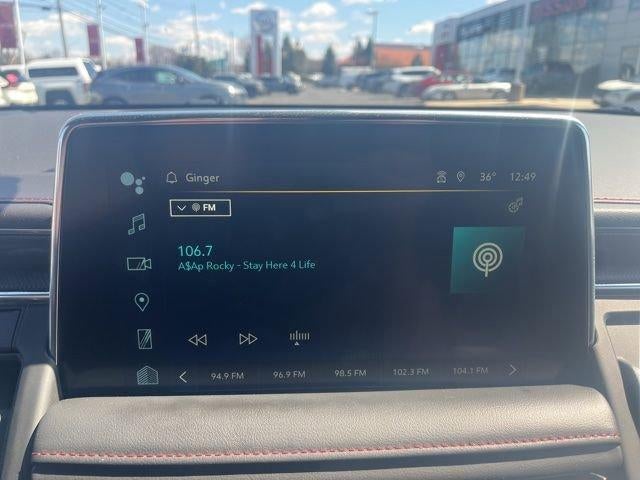 Ginger
36° 12:49
FM
106.7
A$Ap Rocky - Stay Here 4 Life
94.9 FM 96.9 FM 98.5 FM 102.3 FM 104.1 FM